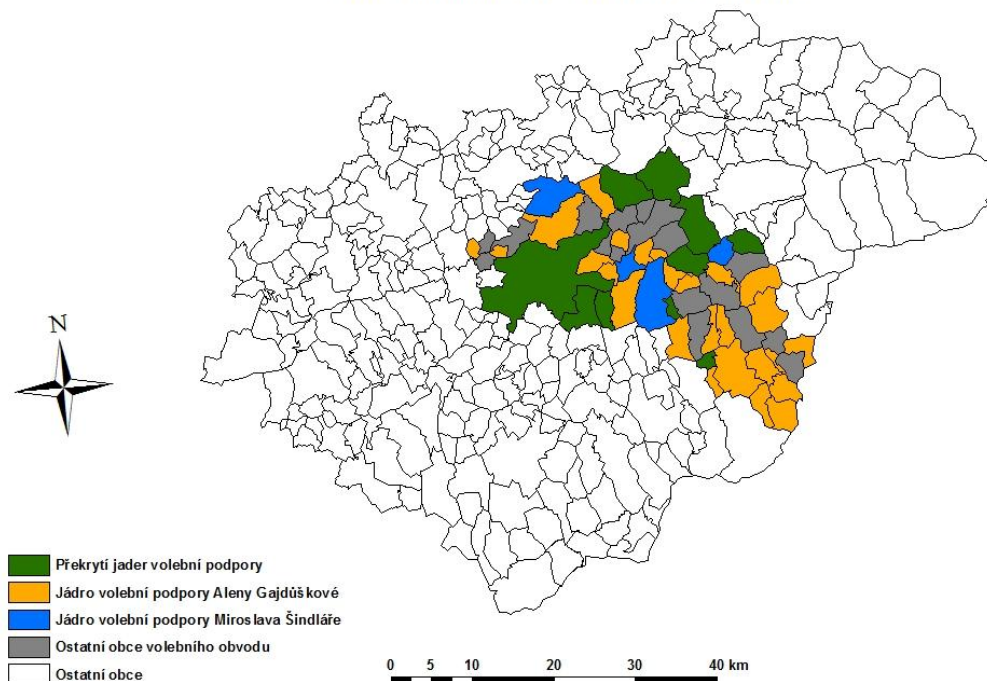 N
Překrytí jader volební podpory
Jádro volební podpory Aleny Gajdůškové
Jádro volební podpory Miroslava Šindláře
Ostatní obce volebního obvodu
Ostatní obce
0 5 10 20 30 40 km